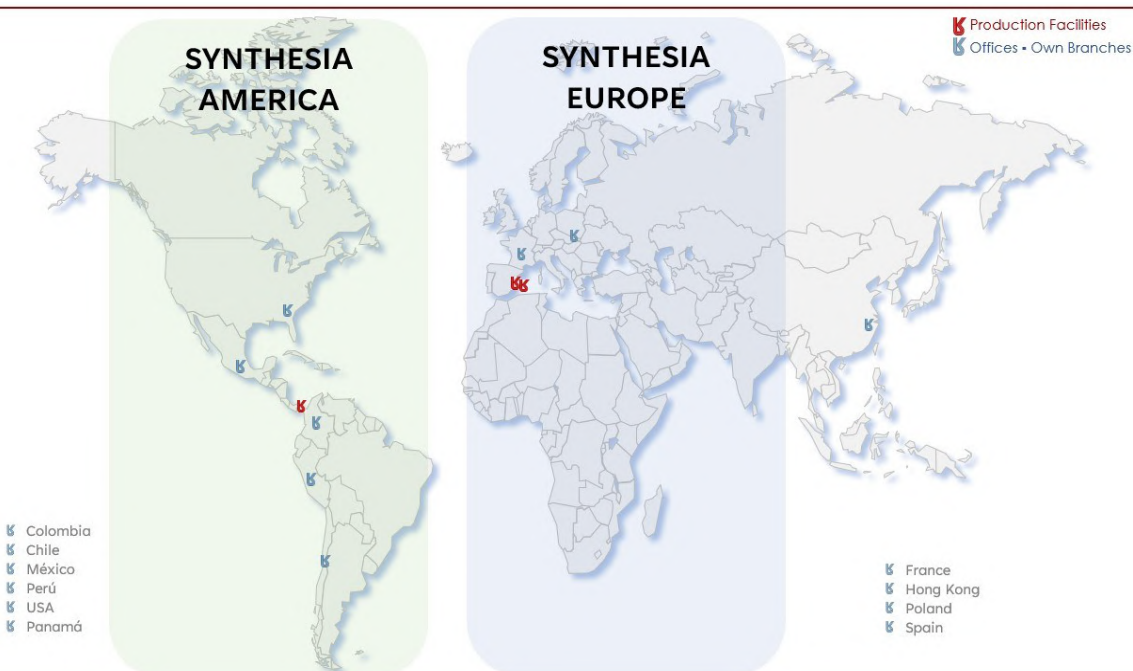 SYNTHESIA
AMERICA
SYNTHESIA
EUROPE
Production Facilities
Offices ▪ Own Branches
Colombia
Chile
México
Perú
USA
Panamá
France
Hong Kong
Poland
Spain